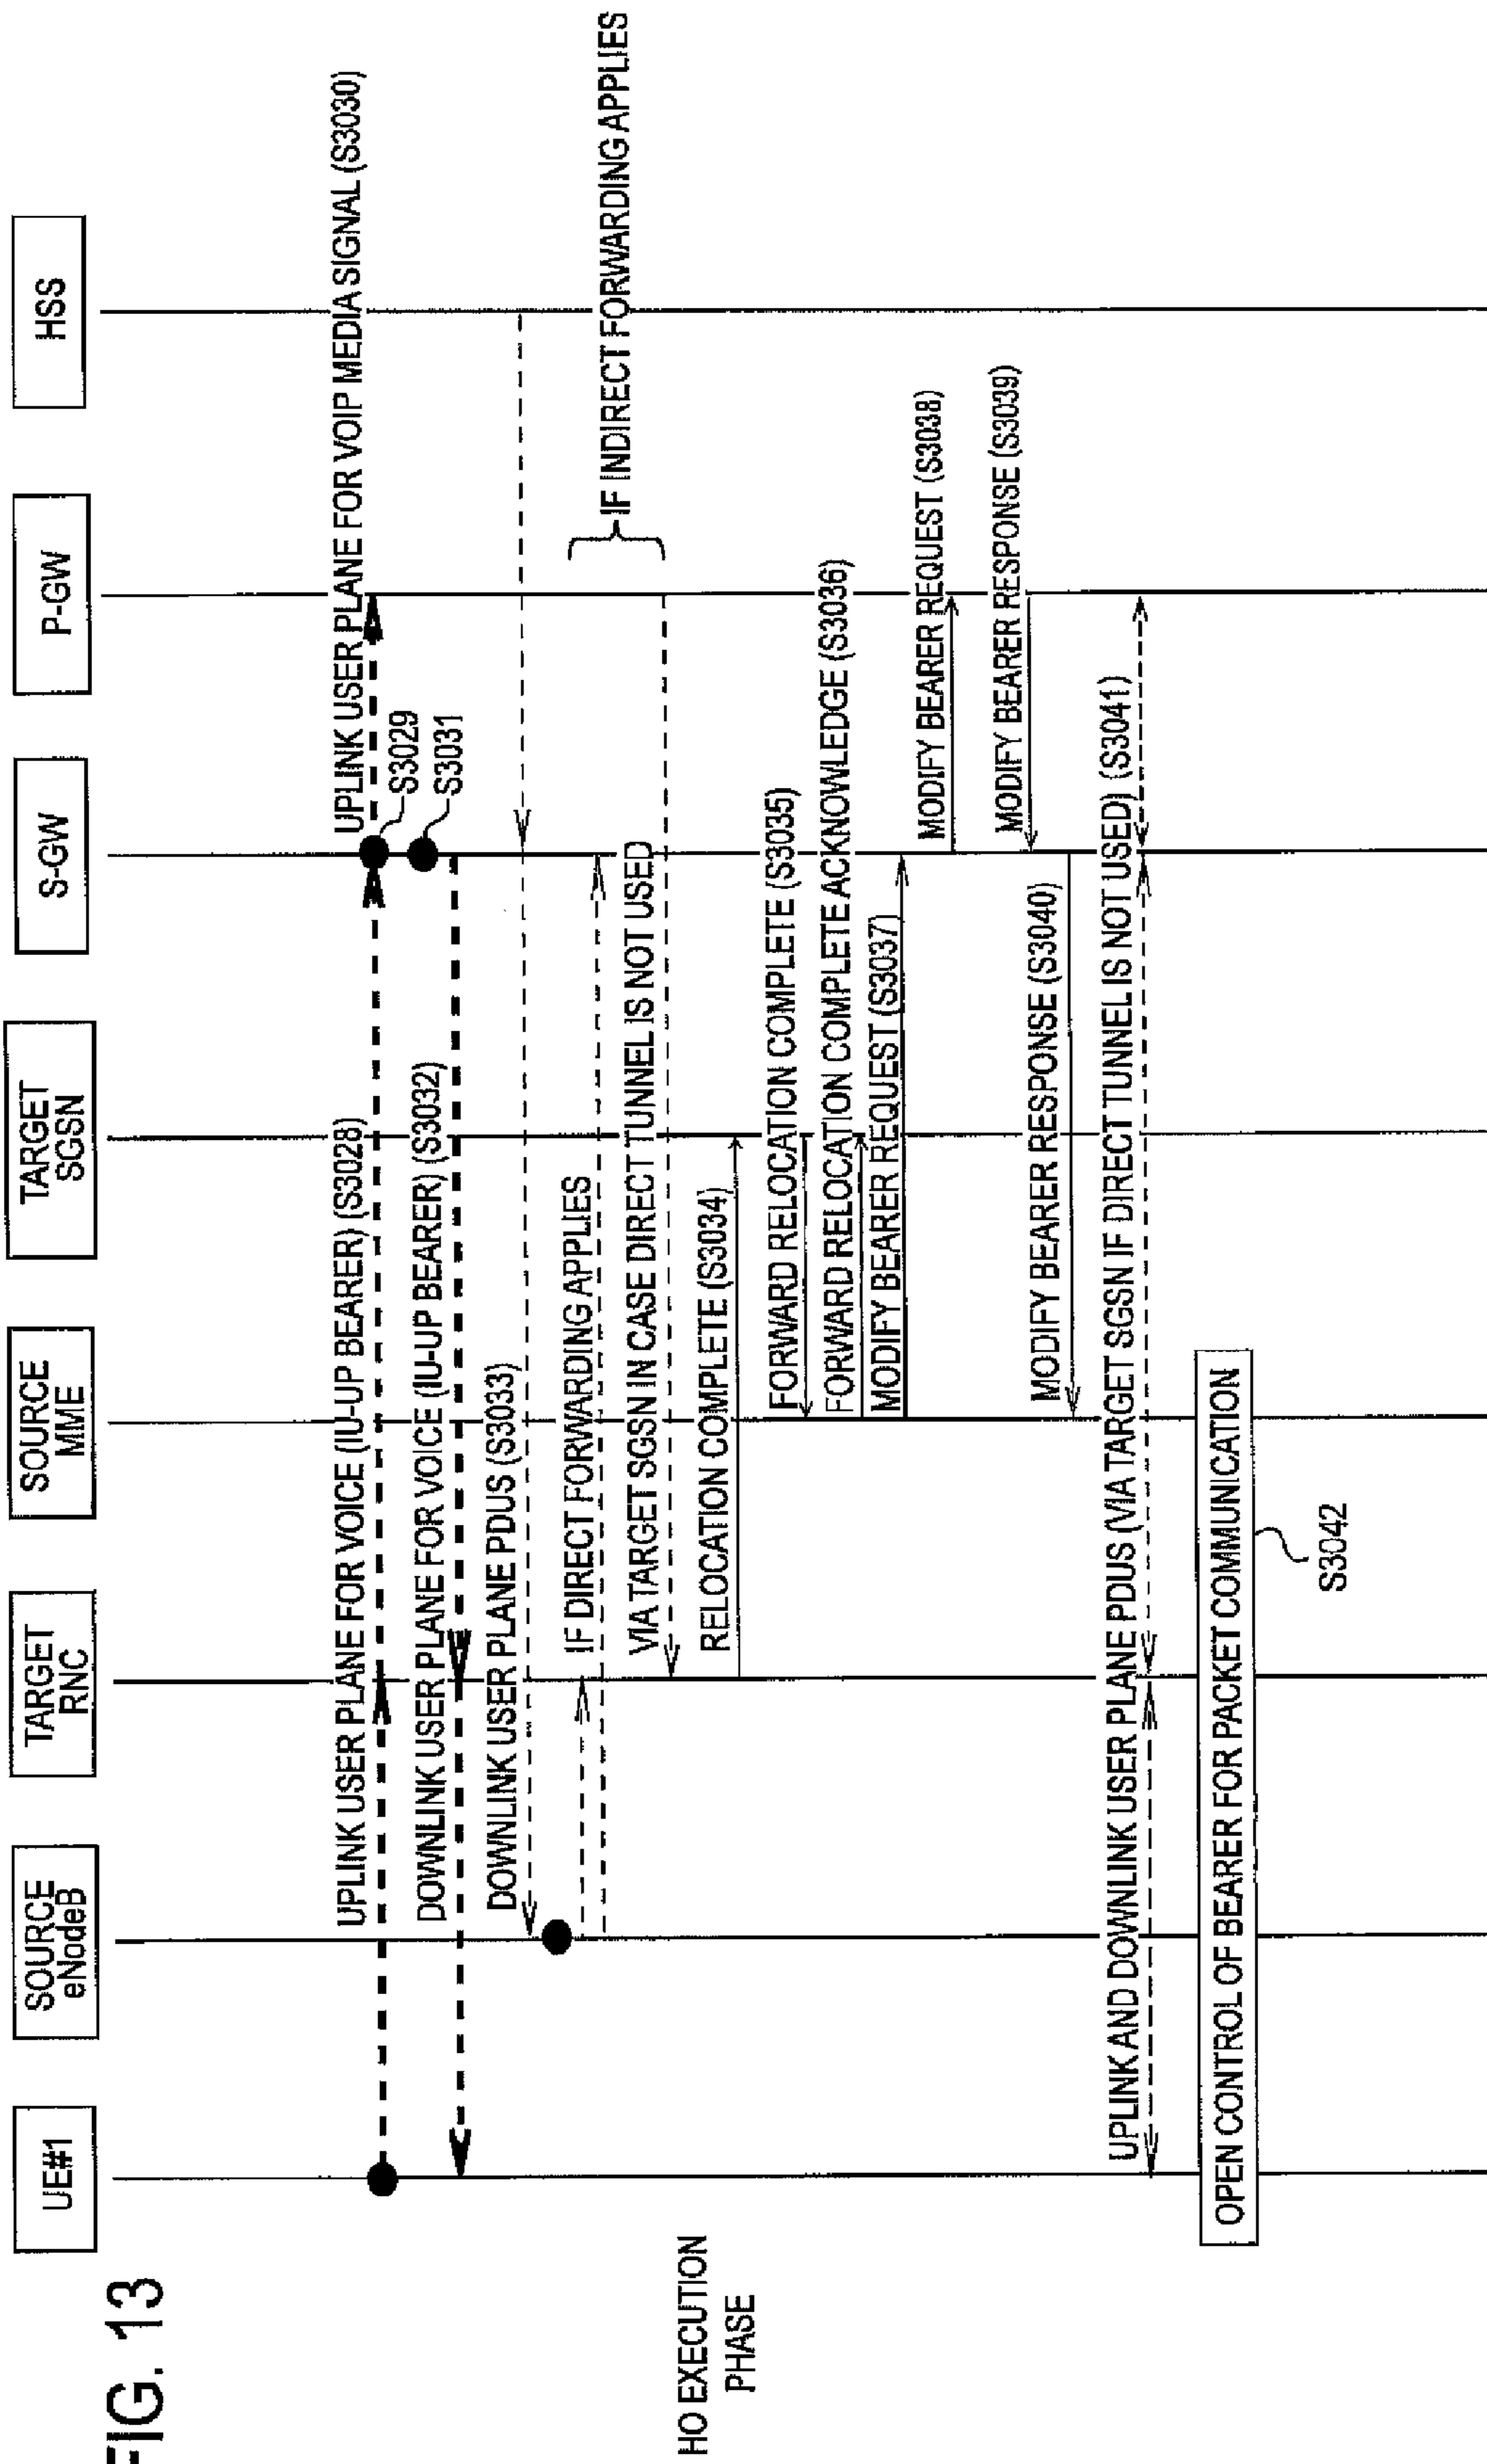 FIG. 13
UE#1
SOURCE
eNodeB
TARGET
RNC
SOURCE
MME
TARGET
SGSN
S-GW
P-GW
HSS
UPLINK USER PLANE FOR VOICE (IU-UP BEARER) (S3028)
UPLINK USER PLANE FOR VOIP MEDIA SIGNAL (S3030)
S3029
S3031
DOWNLINK USER PLANE FOR VOICE (IU-UP BEARER) (S3032)
DOWNLINK USER PLANE PDUS (S3033)
IF DIRECT FORWARDING APPLIES
IF INDIRECT FORWARDING APPLIES
VIA TARGET SGSN IN CASE DIRECT TUNNEL IS NOT USED
HO EXECUTION
PHASE
RELOCATION COMPLETE (S3034)
FORWARD RELOCATION COMPLETE (S3035)
FORWARD RELOCATION COMPLETE ACKNOWLEDGE (S3036)
MODIFY BEARER REQUEST (S3037)
MODIFY BEARER REQUEST (S3038)
MODIFY BEARER RESPONSE (S3039)
MODIFY BEARER RESPONSE (S3040)
UPLINK AND DOWNLINK USER PLANE PDUS (VIA TARGET SGSN IF DIRECT TUNNEL IS NOT USED) (S3041)
OPEN CONTROL OF BEARER FOR PACKET COMMUNICATION
S3042